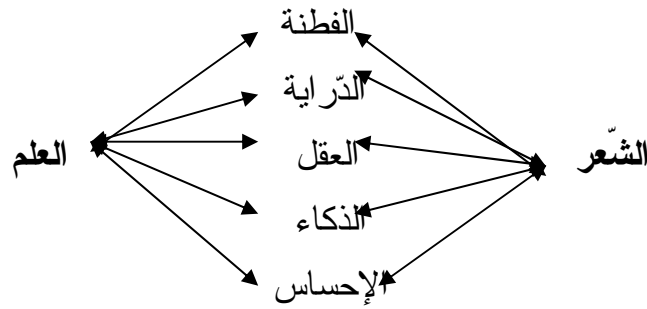 الفطنة
الدّراية
الشّعر
العقل
العلم
الذكاء
الإحساس